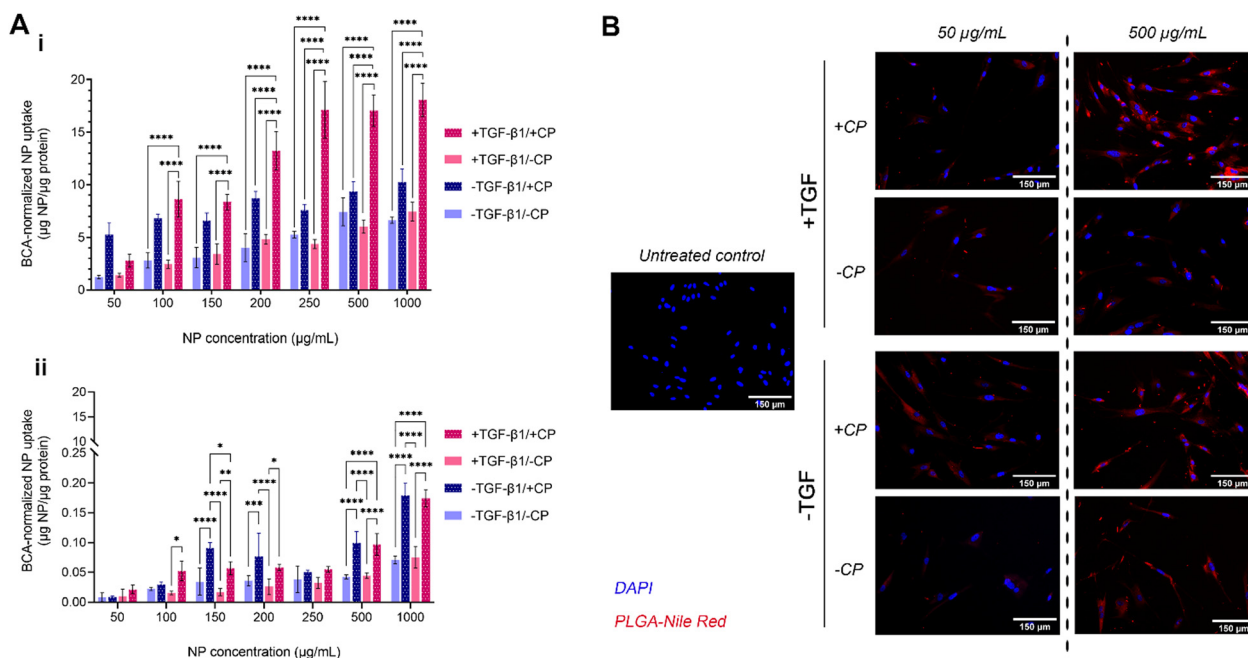 A
i
BCA-normalized NP uptake
(µg NP/µg protein)
20
15
10
5
0
**** **** **** ****
**** **** **** ****
**** **** **** ****
**** ****
**** ****
50 100 150 200 250 500 1000
NP concentration (µg/mL)
+TGF-β1/+CP
+TGF-β1/-CP
-TGF-β1/+CP
-TGF-β1/-CP
ii
BCA-normalized NP uptake
(µg NP/µg protein)
20
15
10
0.25
0.20
0.15
0.10
0.05
0.00
* * ****
* ** **** ****
**** *** **** ****
**** **** ****
**** ****
50 100 150 200 250 500 1000
NP concentration (µg/mL)
+TGF-β1/+CP
+TGF-β1/-CP
-TGF-β1/+CP
-TGF-β1/-CP
B
50 µg/mL
500 µg/mL
Untreated control
150 µm
+TGF
+CP
150 µm
150 µm
-CP
150 µm
150 µm
-TGF
+CP
150 µm
150 µm
-CP
150 µm
150 µm
DAPI
PLGA-Nile Red